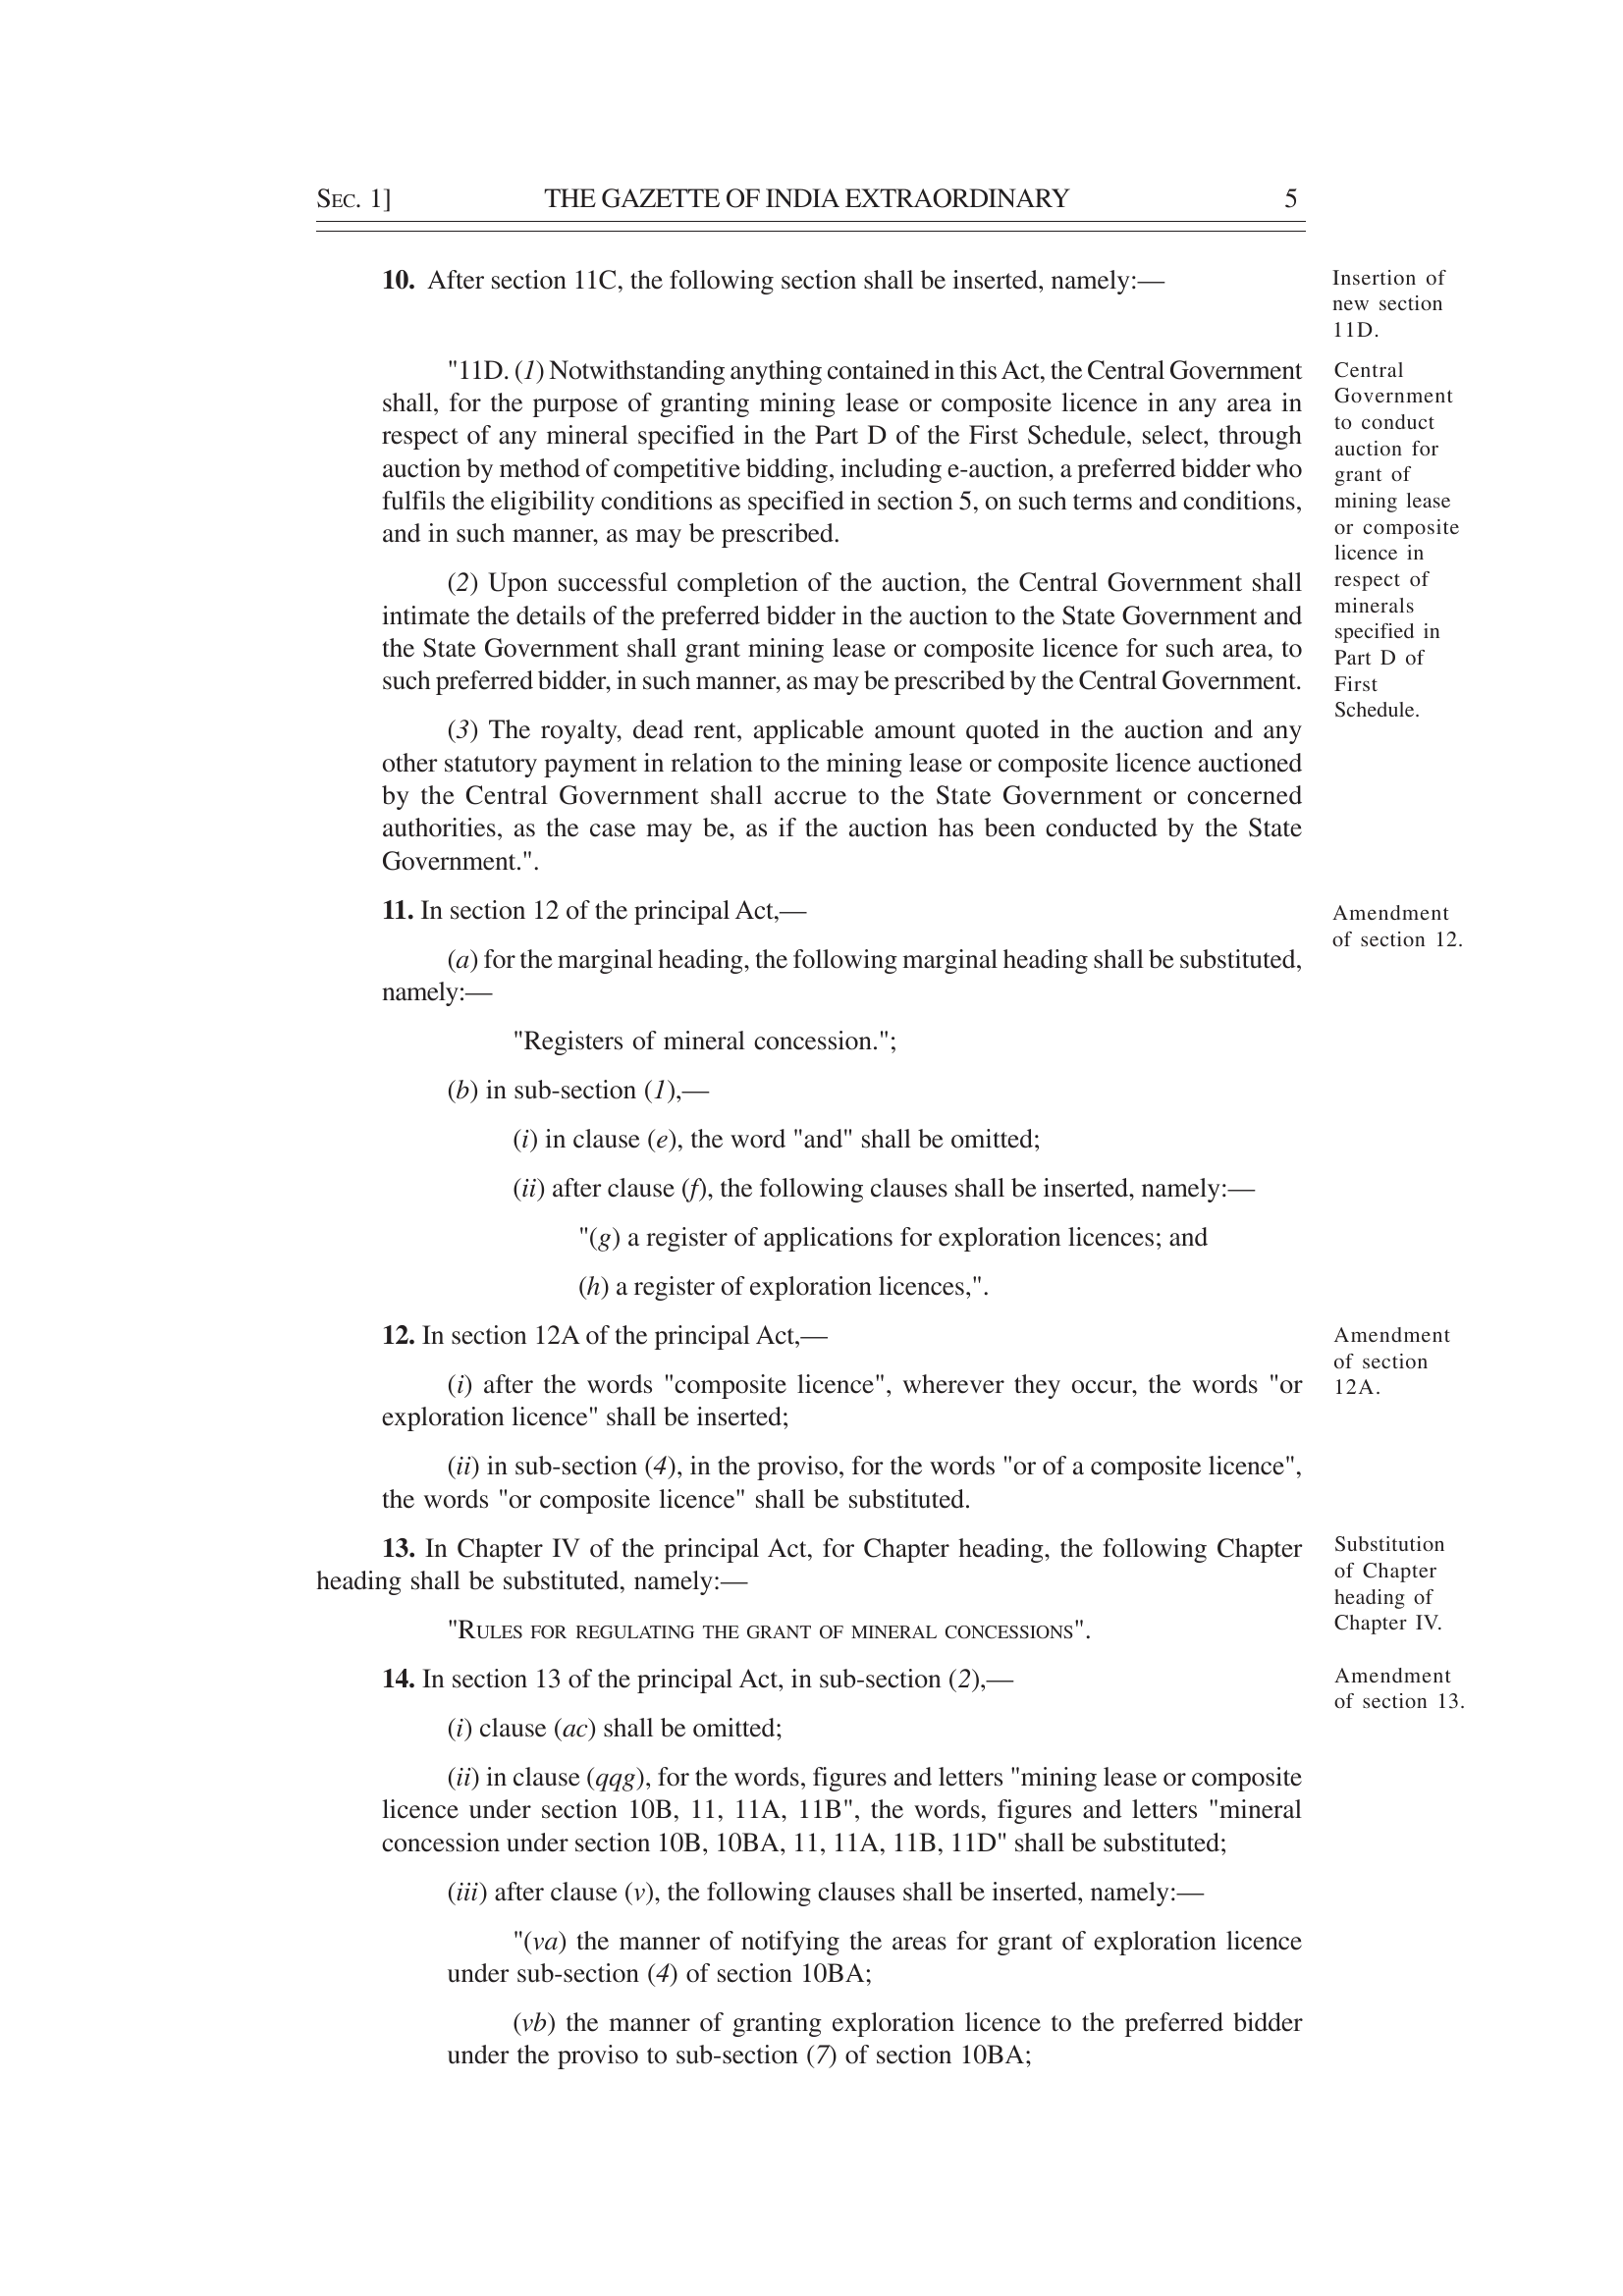 SEC. 1] THE GAZETTE OF INDIA EXTRAORDINARY 5
10. After section 11C, the following section shall be inserted, namely:—
Insertion of
new section
11D.
"11D. (1) Notwithstanding anything contained in this Act, the Central Government
shall, for the purpose of granting mining lease or composite licence in any area in
respect of any mineral specified in the Part D of the First Schedule, select, through
auction by method of competitive bidding, including e-auction, a preferred bidder who
fulfils the eligibility conditions as specified in section 5, on such terms and conditions,
and in such manner, as may be prescribed.
Central
Government
to conduct
auction for
grant of
mining lease
or composite
licence in
respect of
minerals
specified in
Part D of
First
Schedule.
(2) Upon successful completion of the auction, the Central Government shall
intimate the details of the preferred bidder in the auction to the State Government and
the State Government shall grant mining lease or composite licence for such area, to
such preferred bidder, in such manner, as may be prescribed by the Central Government.
(3) The royalty, dead rent, applicable amount quoted in the auction and any
other statutory payment in relation to the mining lease or composite licence auctioned
by the Central Government shall accrue to the State Government or concerned
authorities, as the case may be, as if the auction has been conducted by the State
Government.".
11. In section 12 of the principal Act,—
Amendment
of section 12.
(a) for the marginal heading, the following marginal heading shall be substituted,
namely:—
"Registers of mineral concession.";
(b) in sub-section (1),—
(i) in clause (e), the word "and" shall be omitted;
(ii) after clause (f), the following clauses shall be inserted, namely:—
"(g) a register of applications for exploration licences; and
(h) a register of exploration licences,".
12. In section 12A of the principal Act,—
Amendment
of section
12A.
(i) after the words "composite licence", wherever they occur, the words "or
exploration licence" shall be inserted;
(ii) in sub-section (4), in the proviso, for the words "or of a composite licence",
the words "or composite licence" shall be substituted.
13. In Chapter IV of the principal Act, for Chapter heading, the following Chapter
heading shall be substituted, namely:—
Substitution
of Chapter
heading of
Chapter IV.
"RULES FOR REGULATING THE GRANT OF MINERAL CONCESSIONS".
14. In section 13 of the principal Act, in sub-section (2),—
Amendment
of section 13.
(i) clause (ac) shall be omitted;
(ii) in clause (qqg), for the words, figures and letters "mining lease or composite
licence under section 10B, 11, 11A, 11B", the words, figures and letters "mineral
concession under section 10B, 10BA, 11, 11A, 11B, 11D" shall be substituted;
(iii) after clause (v), the following clauses shall be inserted, namely:—
"(va) the manner of notifying the areas for grant of exploration licence
under sub-section (4) of section 10BA;
(vb) the manner of granting exploration licence to the preferred bidder
under the proviso to sub-section (7) of section 10BA;